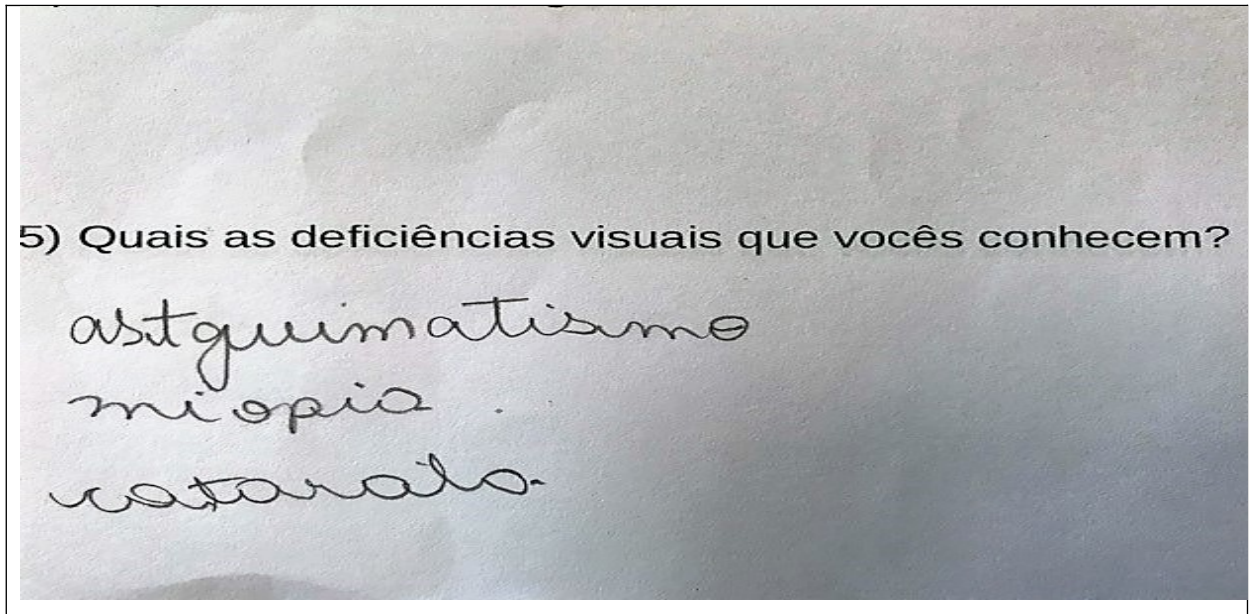 5) Quais as deficiências visuais que vocês conhecem?
astguimatismo
miopia.
catarata.